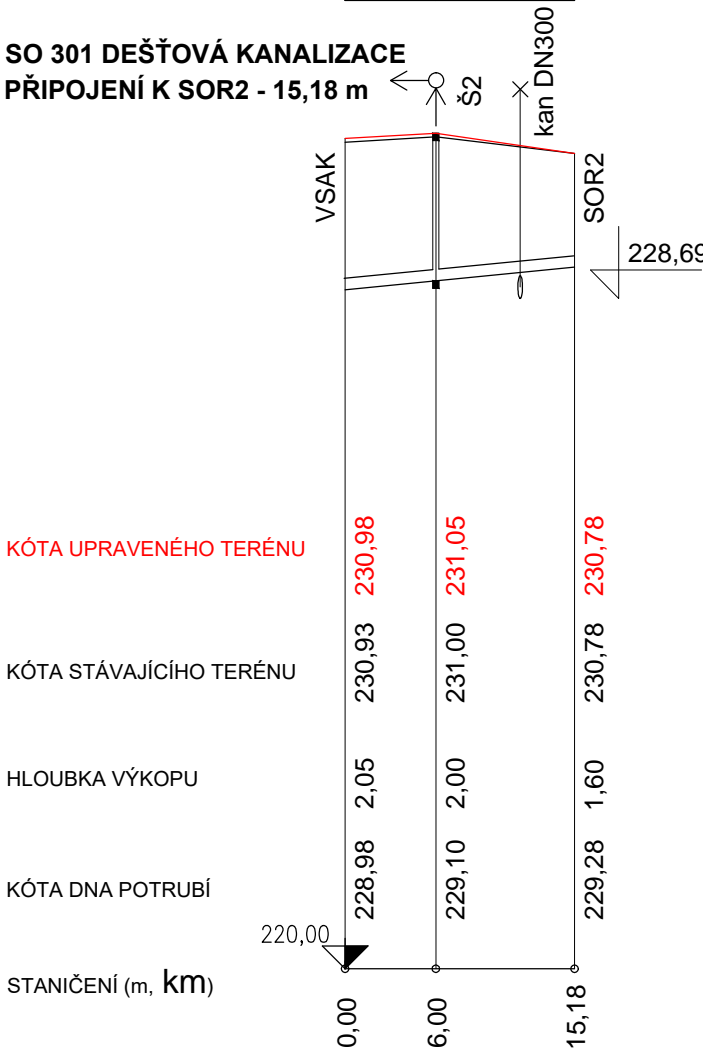 SO 301 DEŠŤOVÁ KANALIZACE
PŘIPOJENÍ K SOR2 - 15,18 m
Š2
kan DN300
VSAK
SOR2
228,69
KÓTA UPRAVENÉHO TERÉNU
230,98
231,05
230,78
KÓTA STÁVAJÍCÍHO TERÉNU
230,93
231,00
230,78
HLOUBKA VÝKOPU
2,05
2,00
1,60
KÓTA DNA POTRUBÍ
228,98
229,10
229,28
220,00
STANIČENÍ (m, km)
0,00
6,00
15,18